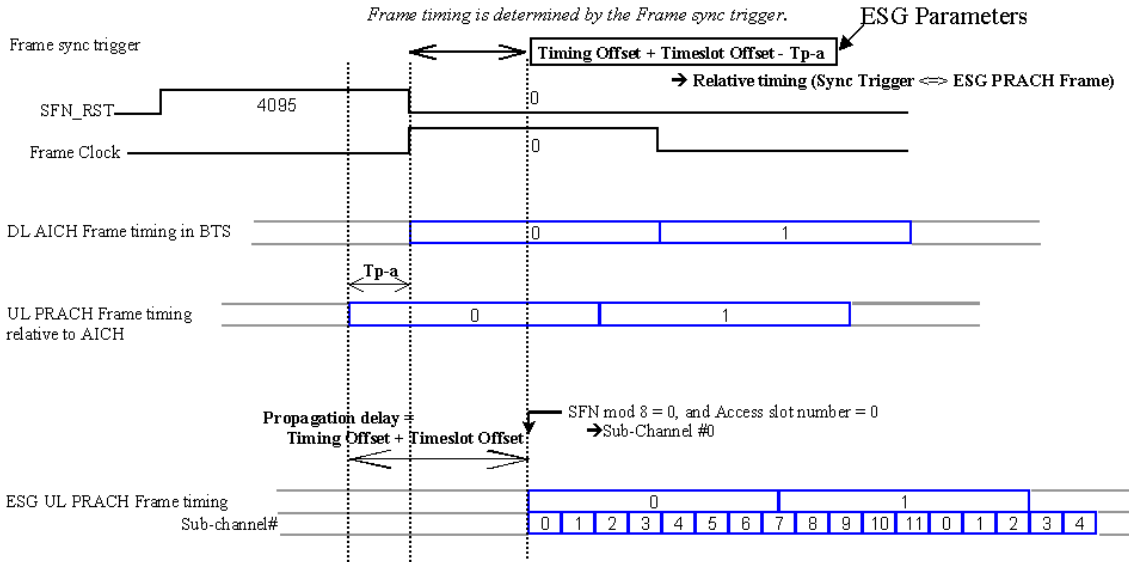 Frame timing is determined by the Frame sync trigger.
ESG Parameters
Frame sync trigger
Timing Offset + Timeslot Offset - Tp-a
➔ Relative timing (Sync Trigger <=> ESG PRACH Frame)
SFN_RST
4095
0
Frame Clock
0
DL AICH Frame timing in BTS
0
1
Tp-a
UL PRACH Frame timing
relative to AICH
0
1
Propagation delay =
Timing Offset + Timeslot Offset
SFN mod 8 = 0, and Access slot number = 0
➔Sub-Channel #0
ESG UL PRACH Frame timing
0
1
Sub-channel#
0 1 2 3 4 5 6 7 8 9 10 11 0 1 2 3 4